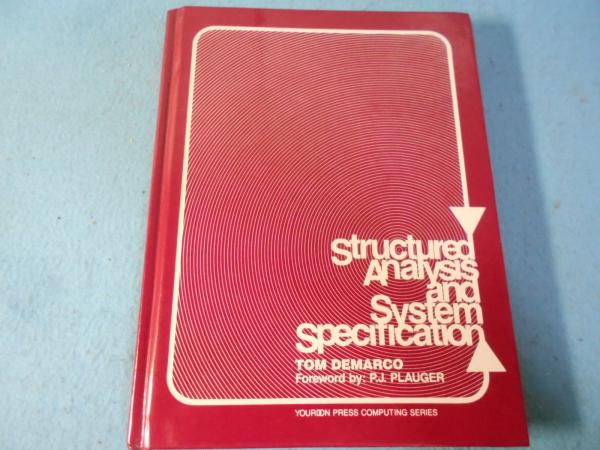 Structured
Analysis
and
System
Specification
TOM DEMARCO
Foreword by: P.J. PLAUGER
YOURDON PRESS COMPUTING SERIES